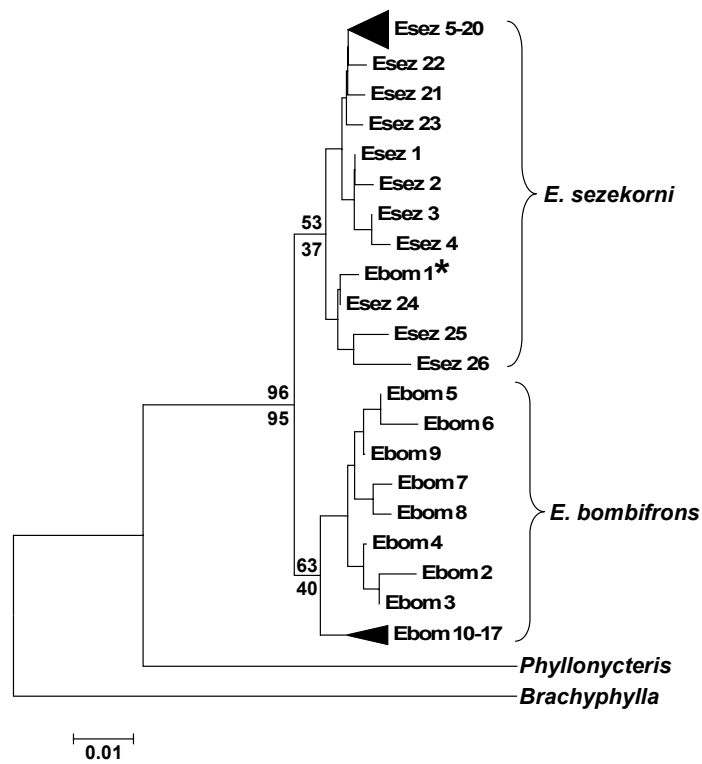 Esez 5-20
Esez 22
Esez 21
Esez 23
Esez 1
Esez 2
E. sezekorni
Esez 3
53
37
Esez 4
Ebom 1*
Esez 24
Esez 25
Esez 26
96
95
Ebom 5
Ebom 6
Ebom 9
Ebom 7
Ebom 8
E. bombifrons
Ebom 4
63
40
Ebom 2
Ebom 3
Ebom 10-17
Phyllonycteris
Brachyphylla
0.01